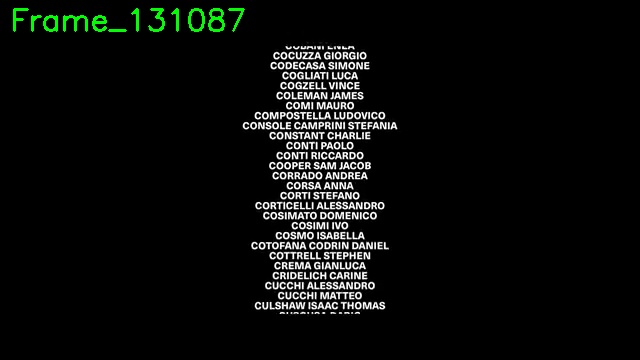 Frame_131087
COBANI ENEA
COCUZZA GIORGIO
CODECASA SIMONE
COGLIATI LUCA
COGZELL VINCE
COLEMAN JAMES
COMI MAURO
COMPOSTELLA LUDOVICO
CONSOLE CAMPRINI STEFANIA
CONSTANT CHARLIE
CONTI PAOLO
CONTI RICCARDO
COOPER SAM JACOB
CORRADO ANDREA
CORSA ANNA
CORTI STEFANO
CORTICELLI ALESSANDRO
COSIMATO DOMENICO
COSIMI IVO
COSMO ISABELLA
COTOFANA CODRIN DANIEL
COTTRELL STEPHEN
CREMA GIANLUCA
CRIDELICH CARINE
CUCCHI ALESSANDRO
CUCCHI MATTEO
CULSHAW ISAAC THOMAS